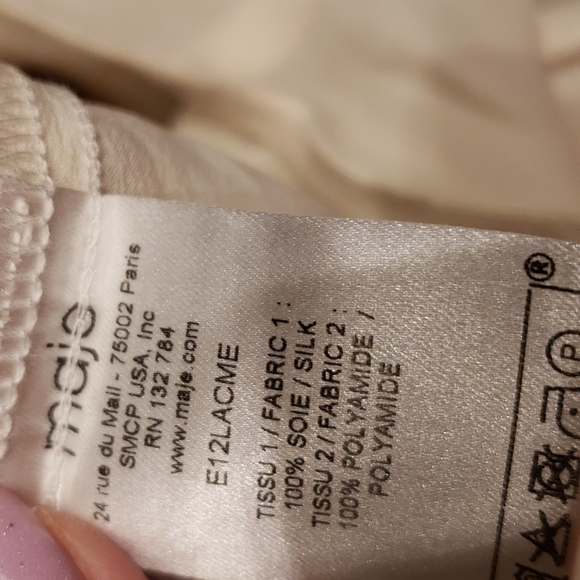 maje
24 rue du Mail - 75002 Paris
SMCP USA, Inc
RN 132 784
www.maje.com
E12LACME
TISSU 1 / FABRIC 1 :
100% SOIE / SILK
TISSU 2 / FABRIC 2 :
100% POLYAMIDE /
POLYAMIDE
®
P